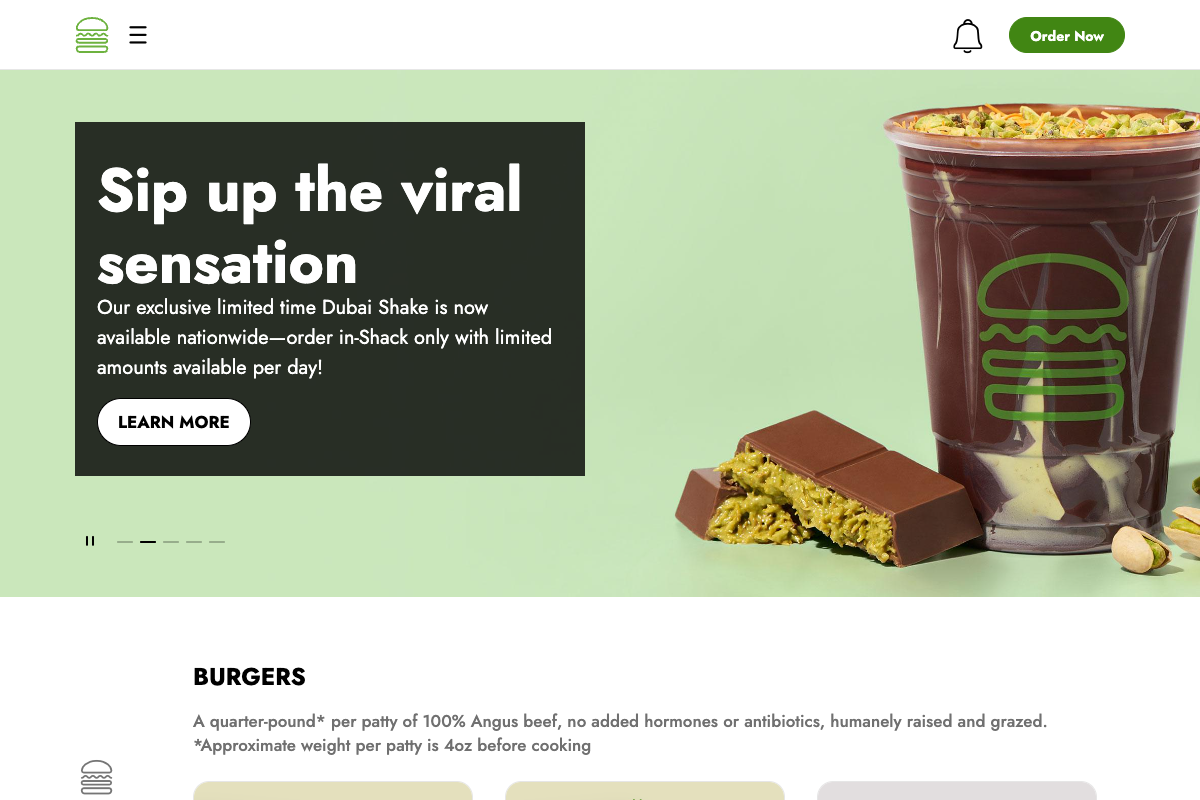 Order Now
Sip up the viral
sensation
Our exclusive limited time Dubai Shake is now
available nationwide—order in-Shack only with limited
amounts available per day!
LEARN MORE
BURGERS
A quarter-pound* per patty of 100% Angus beef, no added hormones or antibiotics, humanely raised and grazed.
*Approximate weight per patty is 4oz before cooking